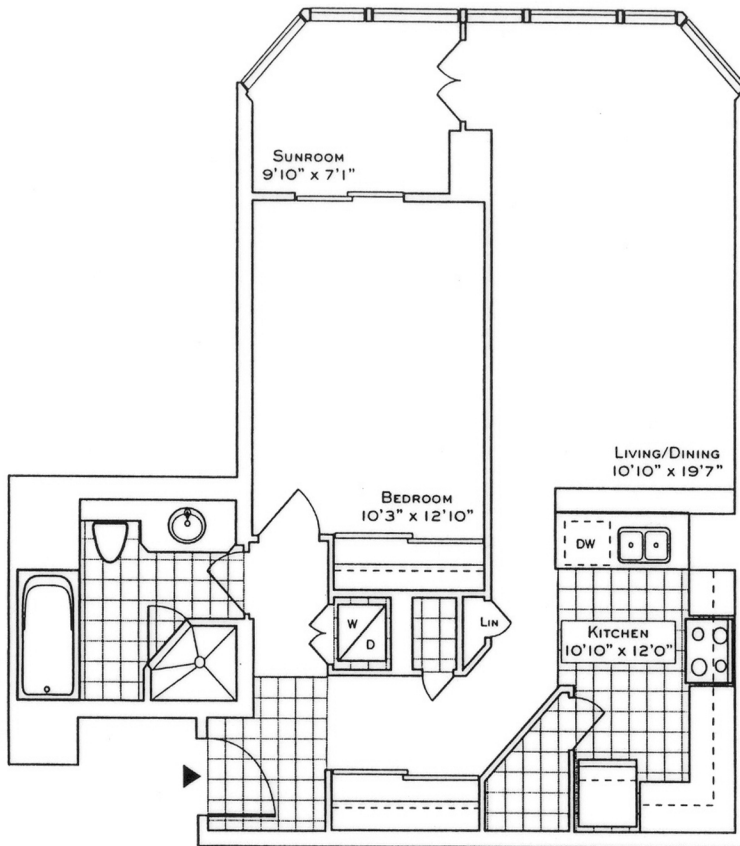 SUNROOM
9'10" X 7'1"
LIVING/DINING
10'10" X 19'7"
BEDROOM
10'3" X 12'10"
DW
W
D
LIN
KITCHEN
10'10" X 12'0"